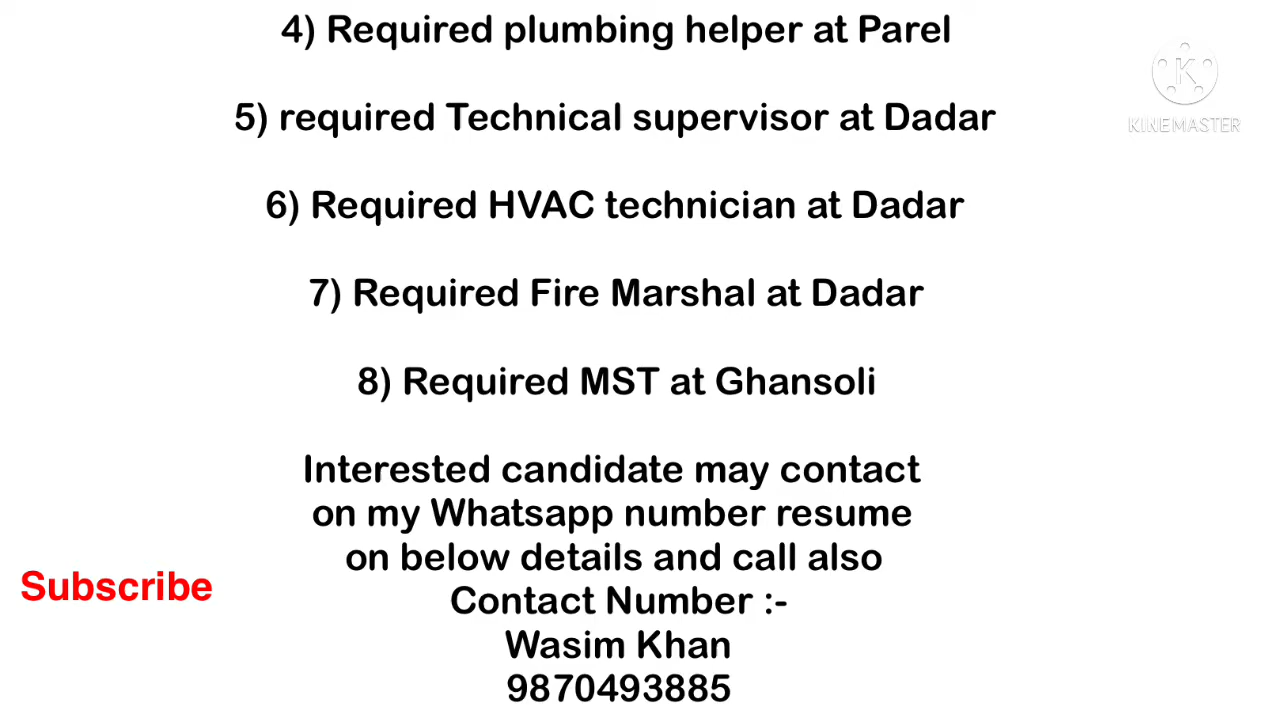 4) Required plumbing helper at Parel
5) required Technical supervisor at Dadar
6) Required HVAC technician at Dadar
7) Required Fire Marshal at Dadar
8) Required MST at Ghansoli
Interested candidate may contact
on my Whatsapp number resume
on below details and call also
Contact Number :-
Wasim Khan
9870493885
Subscribe
K
KINEMASTER